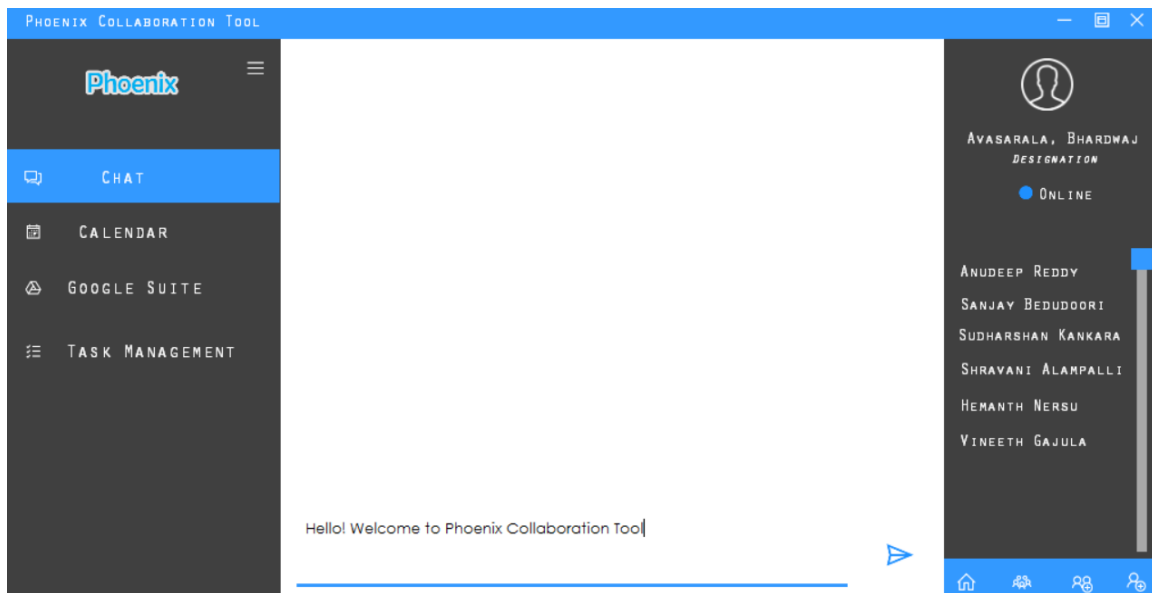 Phoenix Collaboration Tool
Phoenix
Chat
Calendar
Google Suite
Task Management
Hello! Welcome to Phoenix Collaboration Tool
Avasarala, Bhardwaj
Designation
Online
Anudeep Reddy
Sanjay Bedudoori
Sudharshan Kankara
Shravani Alampalli
Hemanth Nersu
Vineeth Gajula